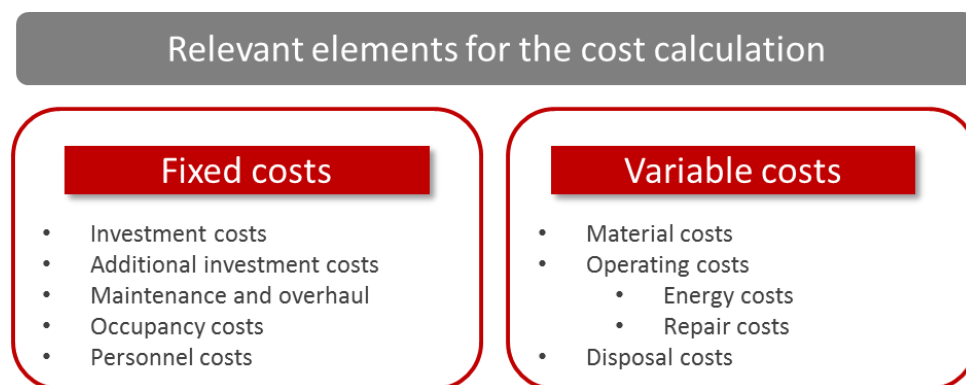 Relevant elements for the cost calculation
Fixed costs
• Investment costs
• Additional investment costs
• Maintenance and overhaul
• Occupancy costs
• Personnel costs
Variable costs
• Material costs
• Operating costs
• Energy costs
• Repair costs
• Disposal costs